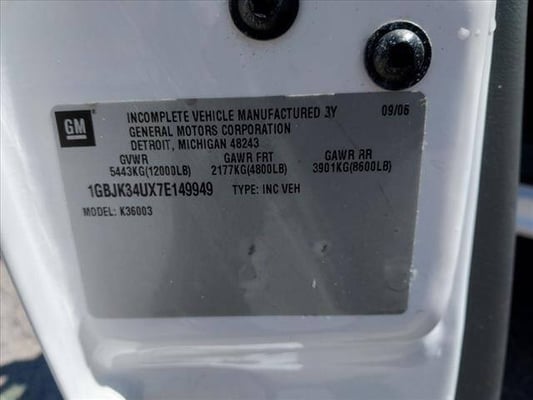 GM
INCOMPLETE VEHICLE MANUFACTURED 3Y 09/06
GENERAL MOTORS CORPORATION
DETROIT, MICHIGAN 48243
GVWR GAWR FRT GAWR RR
5443KG(12000LB) 2177KG(4800LB) 3901KG(8600LB)
1GBJK34UX7E149949 TYPE: INC VEH
MODEL: K36003